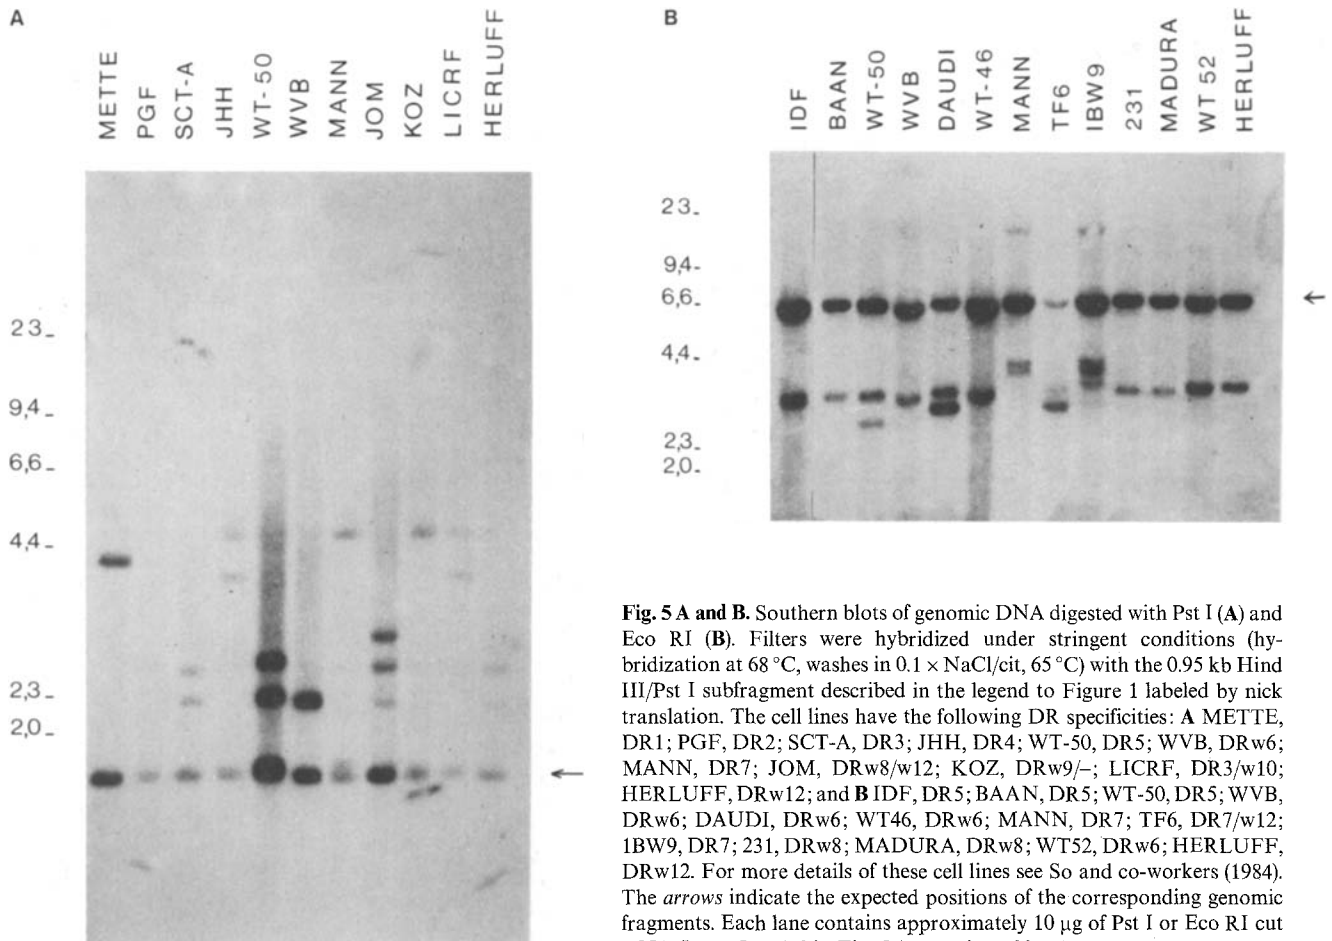 A
METTE
PGF
SCT-A
JHH
WT-50
WVB
MANN
JOM
KOZ
LICRF
HERLUFF
23_
9,4_
6,6_
4,4_
2,3_
2,0_
B
IDF
BAAN
WT-50
WVB
DAUDI
WT-46
MANN
TF6
IBW9
231
MADURA
WT 52
HERLUFF
23_
9,4-
6,6-
4,4-
2,3-
2,0-
Fig. 5 A and B. Southern blots of genomic DNA digested with Pst I (A) and
Eco RI (B). Filters were hybridized under stringent conditions (hy-
bridization at 68 °C, washes in 0.1 × NaCl/cit, 65 °C) with the 0.95 kb Hind
III/Pst I subfragment described in the legend to Figure 1 labeled by nick
translation. The cell lines have the following DR specificities: A METTE,
DR1; PGF, DR2; SCT-A, DR3; JHH, DR4; WT-50, DR5; WVB, DRw6;
MANN, DR7; JOM, DRw8/w12; KOZ, DRw9/–; LICRF, DR3/w10;
HERLUFF, DRw12; and B IDF, DR5; BAAN, DR5; WT-50, DR5; WVB,
DRw6; DAUDI, DRw6; WT46, DRw6; MANN, DR7; TF6, DR7/w12;
1BW9, DR7; 231, DRw8; MADURA, DRw8; WT52, DRw6; HERLUFF,
DRw12. For more details of these cell lines see So and co-workers (1984).
The arrows indicate the expected positions of the corresponding genomic
fragments. Each lane contains approximately 10 µg of Pst I or Eco RI cut